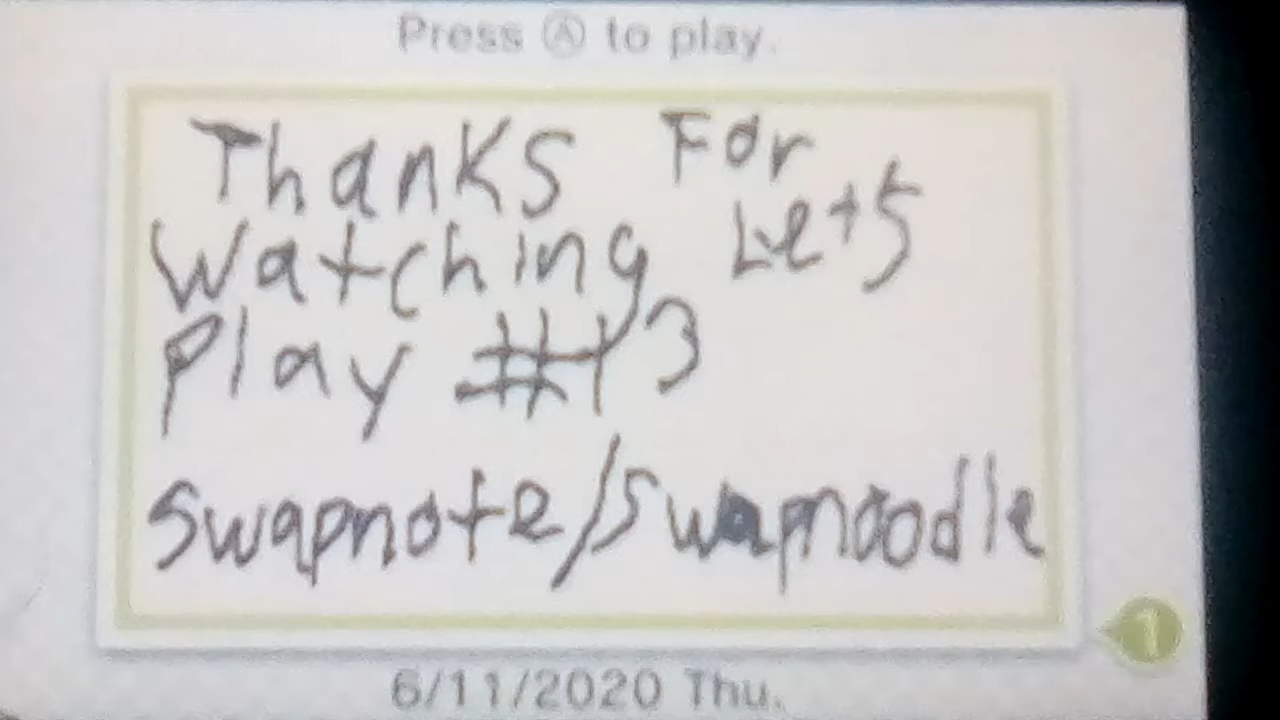 Press Ⓐ to play.
Thanks For
Watching Lets
Play #13
Swapnote/Swapnoodle
1
6/11/2020 Thu.